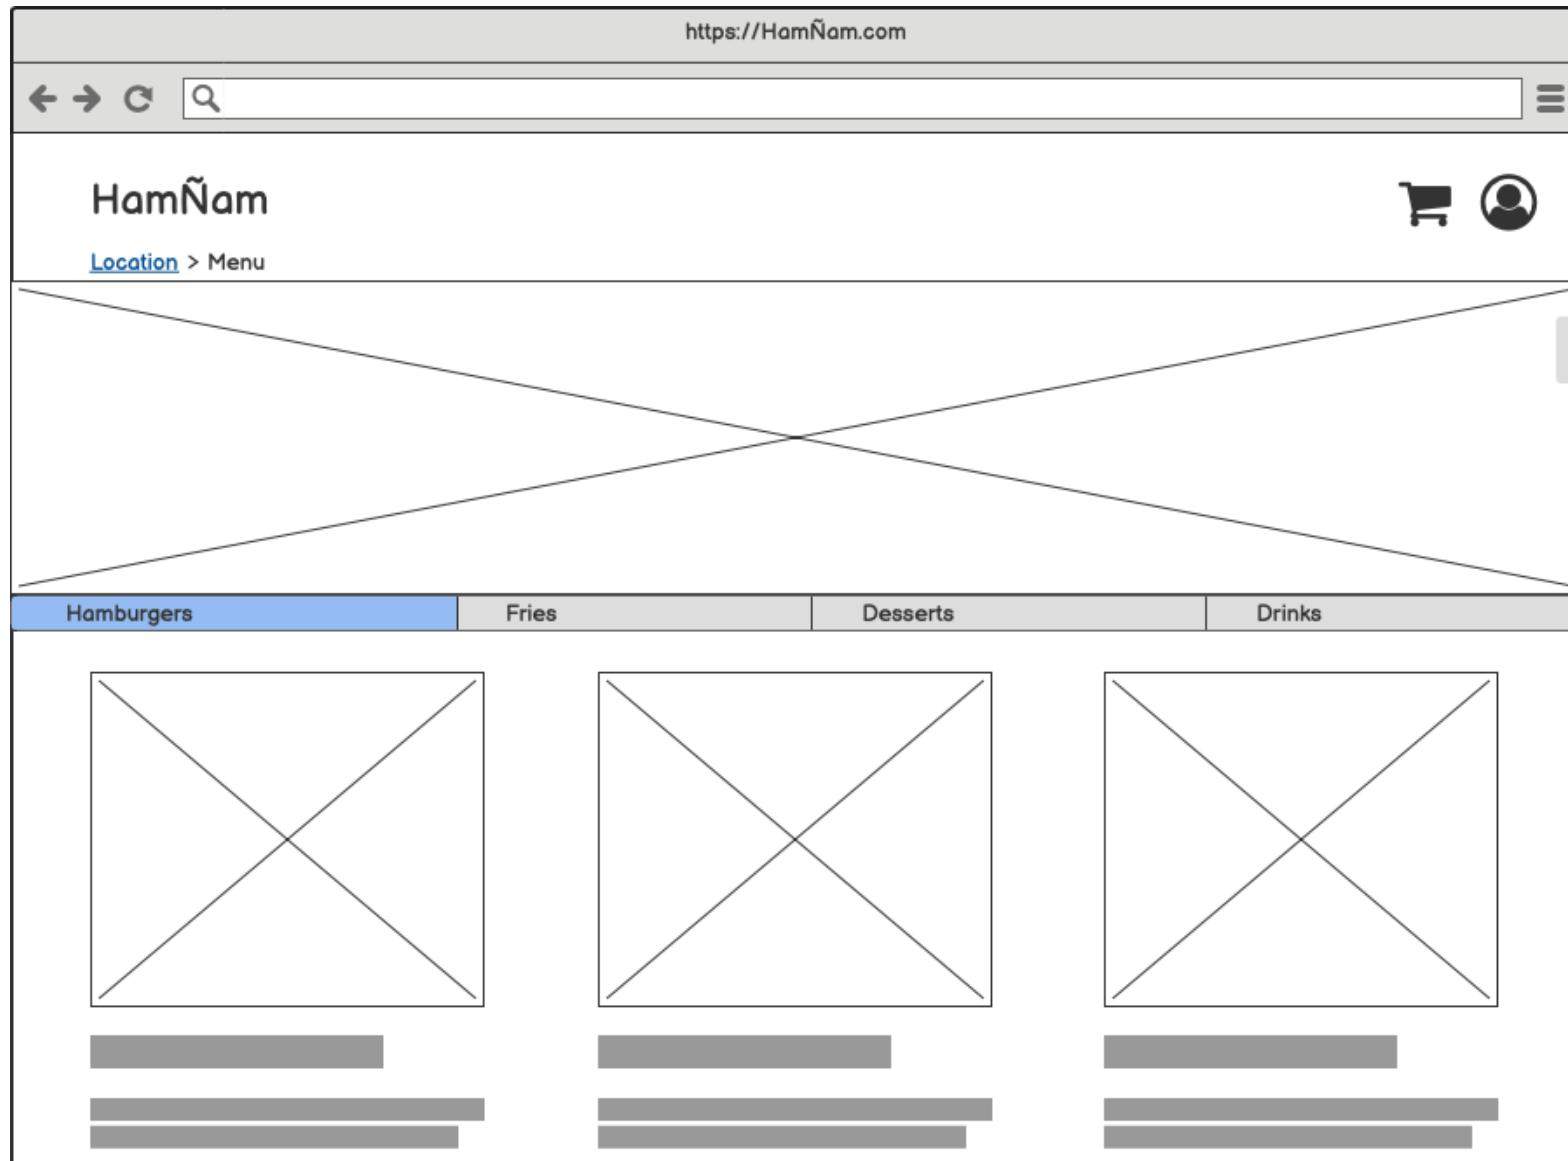 https://HamÑam.com
HamÑam
Location > Menu
Hamburgers
Fries
Desserts
Drinks